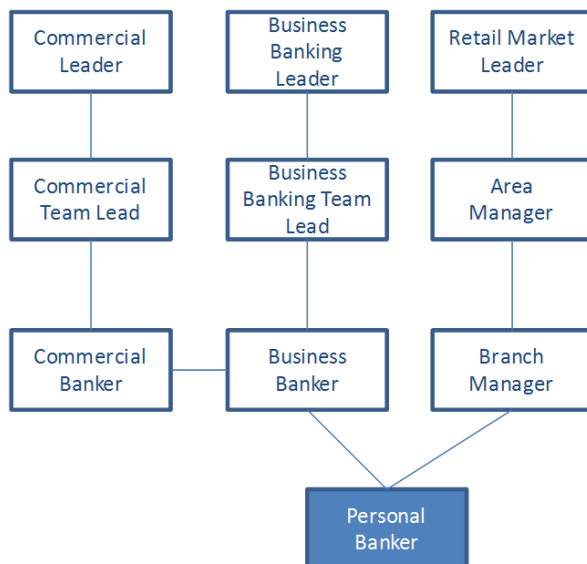 Commercial
Leader
Business
Banking
Leader
Retail Market
Leader
Commercial
Team Lead
Business
Banking Team
Lead
Area
Manager
Commercial
Banker
Business
Banker
Branch
Manager
Personal
Banker